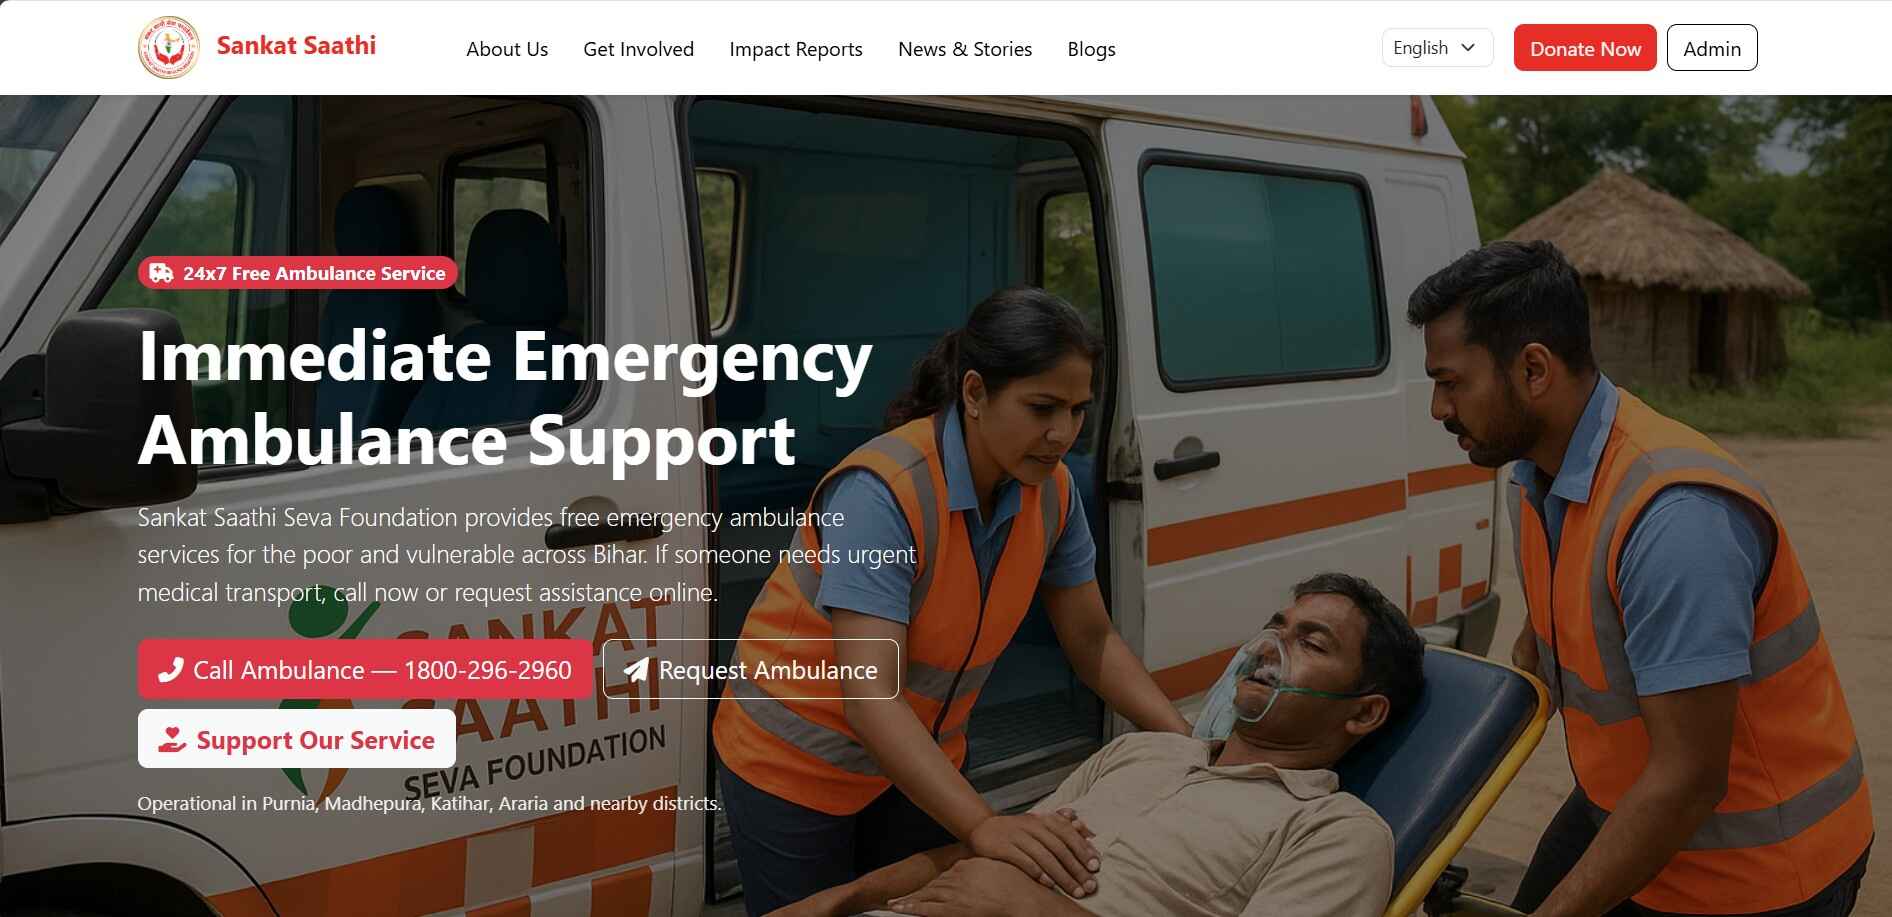 Sankat Saathi
About Us
Get Involved
Impact Reports
News & Stories
Blogs
English
Donate Now
Admin
24x7 Free Ambulance Service
Immediate Emergency
Ambulance Support
Sankat Saathi Seva Foundation provides free emergency ambulance
services for the poor and vulnerable across Bihar. If someone needs urgent
medical transport, call now or request assistance online.
Call Ambulance — 1800-296-2960
Request Ambulance
Support Our Service
Operational in Purnia, Madhepura, Katihar, Araria and nearby districts.
SANKAT
SAATHI
SEVA FOUNDATION